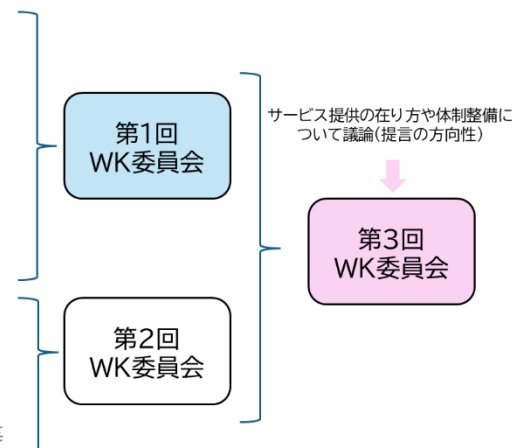 第1回
WK委員会
サービス提供の在り方や体制整備に
ついて議論(提言の方向性)
第3回
WK委員会
第2回
WK委員会